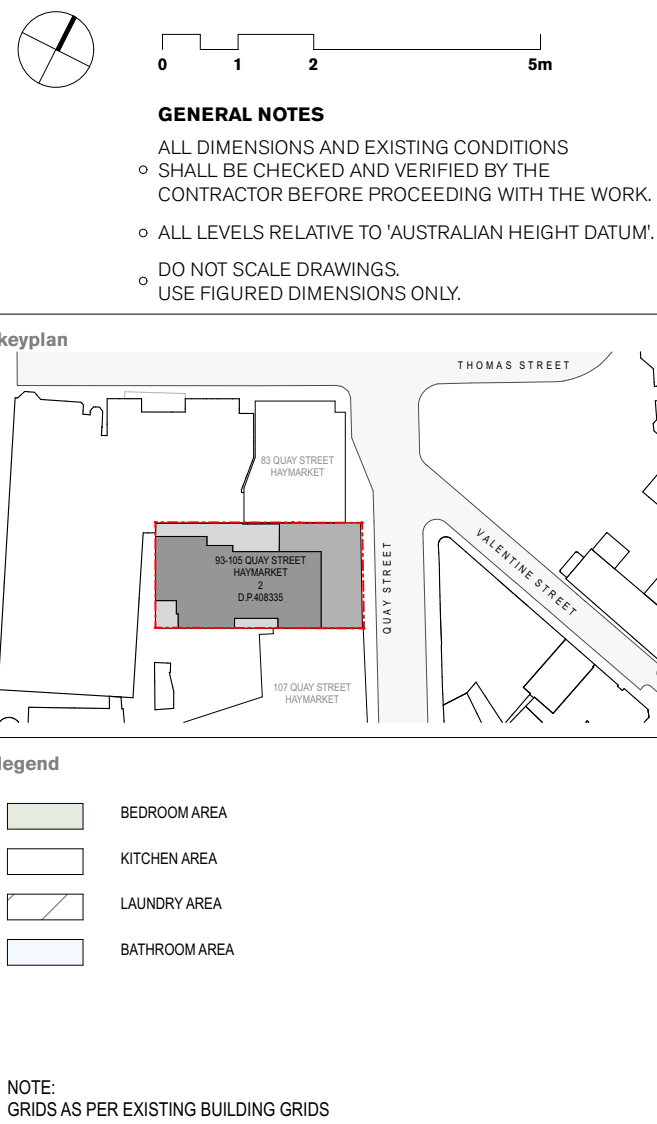 0 1 2 5m
GENERAL NOTES
ALL DIMENSIONS AND EXISTING CONDITIONS
SHALL BE CHECKED AND VERIFIED BY THE
CONTRACTOR BEFORE PROCEEDING WITH THE WORK.
ALL LEVELS RELATIVE TO 'AUSTRALIAN HEIGHT DATUM'.
DO NOT SCALE DRAWINGS.
USE FIGURED DIMENSIONS ONLY.
keyplan
THOMAS STREET
83 QUAY STREET
HAYMARKET
VALENTINE STREET
QUAY STREET
93-105 QUAY STREET
HAYMARKET
2
D.P.408335
107 QUAY STREET
HAYMARKET
legend
BEDROOM AREA
KITCHEN AREA
LAUNDRY AREA
BATHROOM AREA
NOTE:
GRIDS AS PER EXISTING BUILDING GRIDS